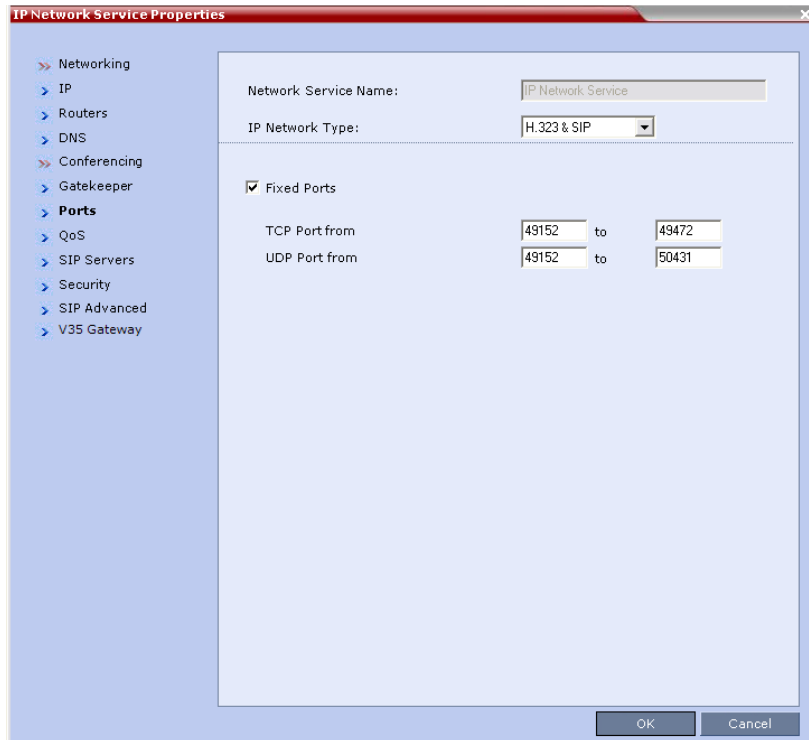 IP Network Service Properties
Networking
IP
Routers
DNS
Conferencing
Gatekeeper
Ports
QoS
SIP Servers
Security
SIP Advanced
V35 Gateway
Network Service Name: IP Network Service
IP Network Type: H.323 & SIP
Fixed Ports
TCP Port from 49152 to 49472
UDP Port from 49152 to 50431
OK Cancel